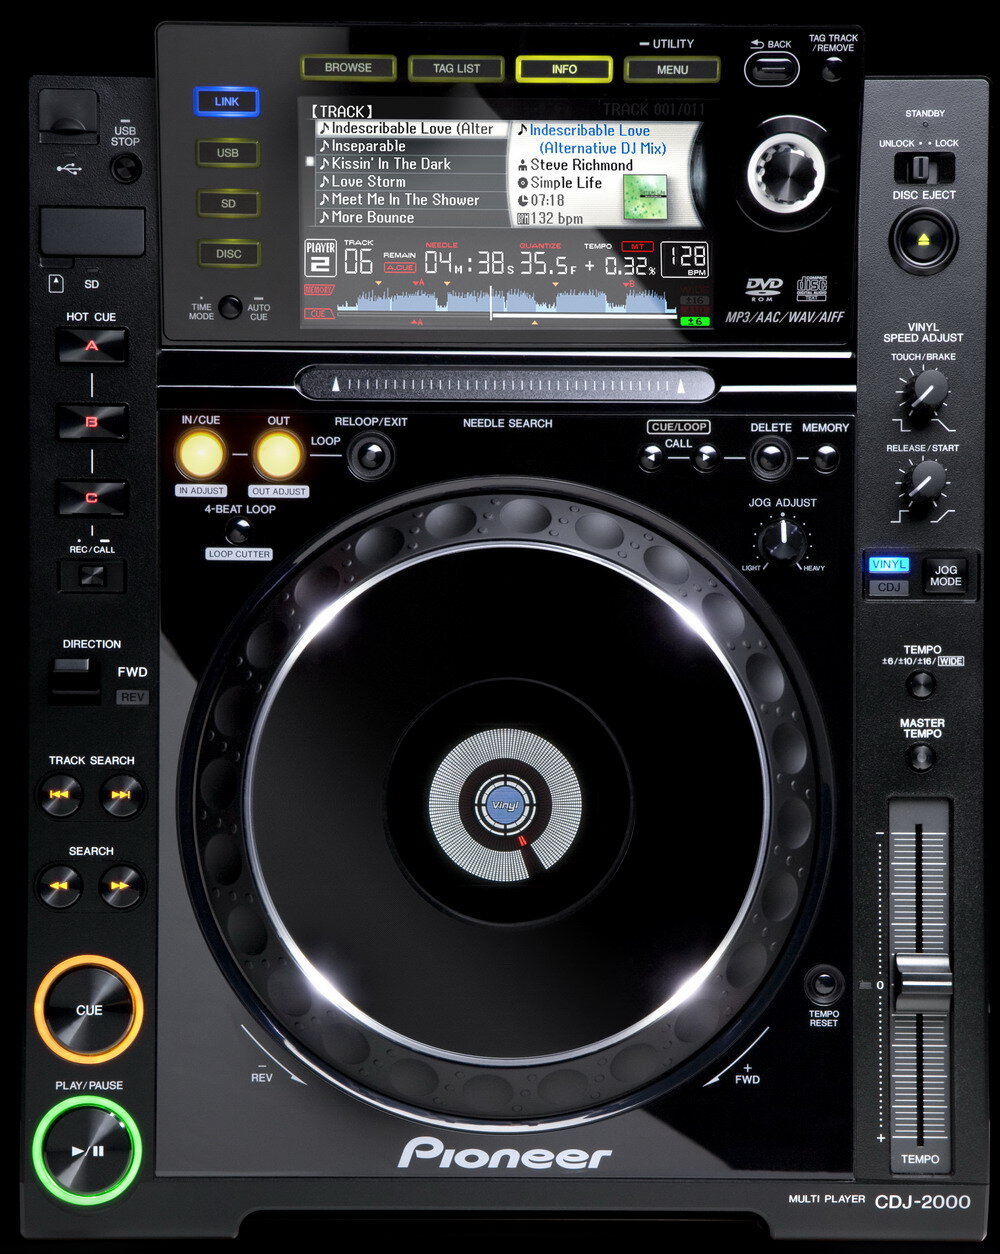 UTILITY
BACK
TAG TRACK
/REMOVE
BROWSE
TAG LIST
INFO
MENU
LINK
USB
SD
DISC
TIME
MODE
AUTO
CUE
USB
STOP
SD
【TRACK】
TRACK 001/011
Indescribable Love (Alter
Inseparable
Kissin' In The Dark
Love Storm
Meet Me In The Shower
More Bounce
Indescribable Love
(Alternative DJ Mix)
Steve Richmond
Simple Life
07:18
132 bpm
PLAYER
2
TRACK
06
REMAIN
A.CUE
NEEDLE
04M:38S
QUANTIZE
35.5F
TEMPO
MT
+ 0.32%
128
BPM
MEMORY
A
B
WIDE
±16
±6
CUE
A
STANDBY
UNLOCK
LOCK
DISC EJECT
DVD
ROM
COMPACT
disc
DIGITAL AUDIO
TEXT
MP3/AAC/WAV/AIFF
VINYL
SPEED ADJUST
TOUCH/BRAKE
RELEASE/START
HOT CUE
A
B
C
REC/CALL
IN/CUE
OUT
LOOP
RELOOP/EXIT
IN ADJUST
OUT ADJUST
4-BEAT LOOP
LOOP CUTTER
NEEDLE SEARCH
CUE/LOOP
CALL
DELETE
MEMORY
JOG ADJUST
LIGHT
HEAVY
VINYL
CDJ
JOG
MODE
DIRECTION
FWD
REV
TEMPO
±6/±10/±16/WIDE
MASTER
TEMPO
TRACK SEARCH
SEARCH
Vinyl
CUE
PLAY/PAUSE
−
REV
+
FWD
TEMPO
RESET
−
0
+
TEMPO
Pioneer
MULTI PLAYER CDJ-2000